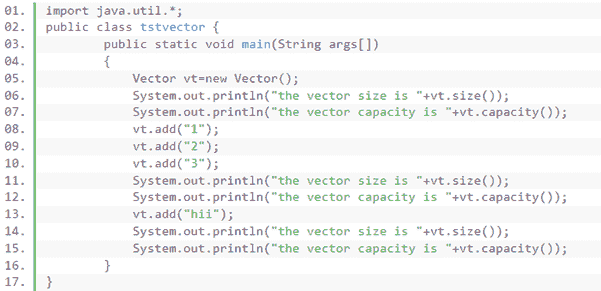 01. import java.util.*;
02. public class tstvector {
03.         public static void main(String args[])
04.         {
05.             Vector vt=new Vector();
06.             System.out.println("the vector size is "+vt.size());
07.             System.out.println("the vector capacity is "+vt.capacity());
08.             vt.add("1");
09.             vt.add("2");
10.             vt.add("3");
11.             System.out.println("the vector size is "+vt.size());
12.             System.out.println("the vector capacity is "+vt.capacity());
13.             vt.add("hii");
14.             System.out.println("the vector size is "+vt.size());
15.             System.out.println("the vector capacity is "+vt.capacity());
16.         }
17. }